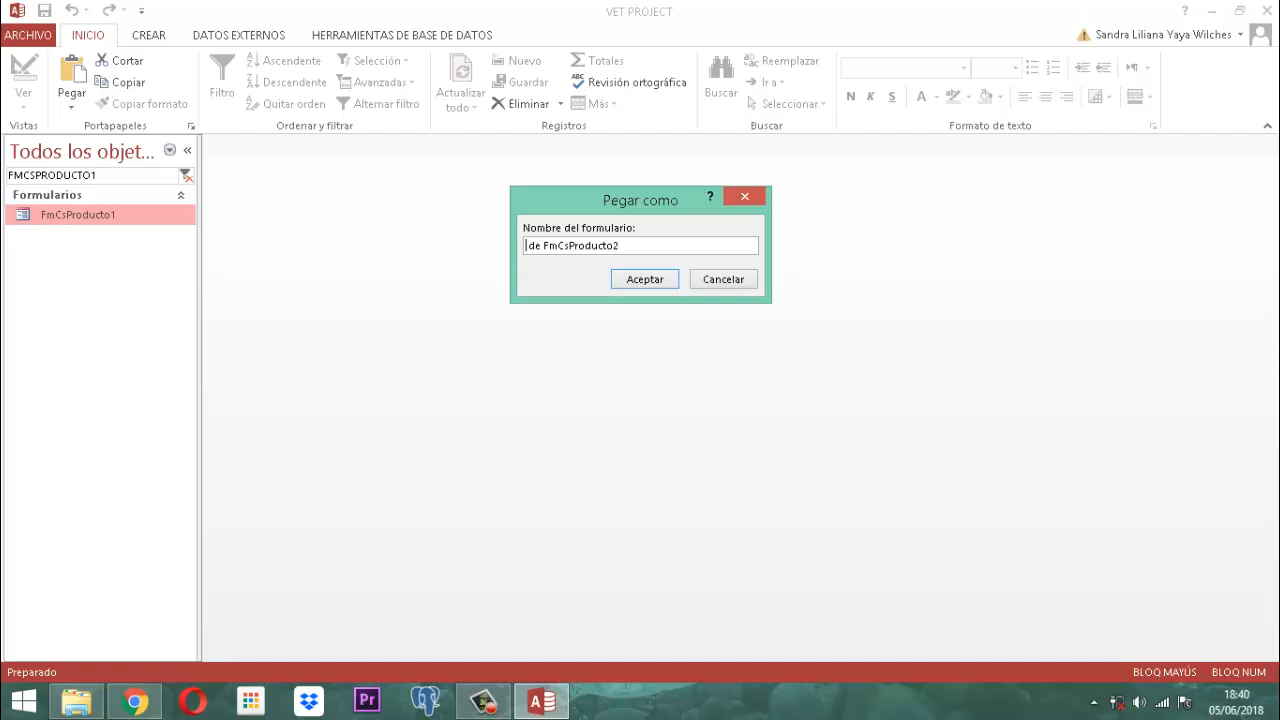 VET PROJECT
?
ARCHIVO INICIO CREAR DATOS EXTERNOS HERRAMIENTAS DE BASE DE DATOS
Sandra Liliana Yaya Wilches
Ver
Vistas
Pegar
Cortar
Copiar
Copiar formato
Portapapeles
Filtro
Ascendente
Descendente
Quitar or
Selección
Avanzadas
mar filtro
Ordenar y filtrar
Actualizar
todo
Nuevo
Guardar
Eliminar
Totales
Revisión ortográfica
Más
Registros
Buscar
Reemplazar
Ir a
Seleccionar
Buscar
N K S A
Formato de texto
Todos los objet...
FMCSPRODUCTO1
Formularios
FmCsProducto1
Pegar como
?
Nombre del formulario:
de FmCsProducto2
Aceptar Cancelar
Preparado
BLOQ MAYÚS BLOQ NUM
Pr
18:40
05/06/2018